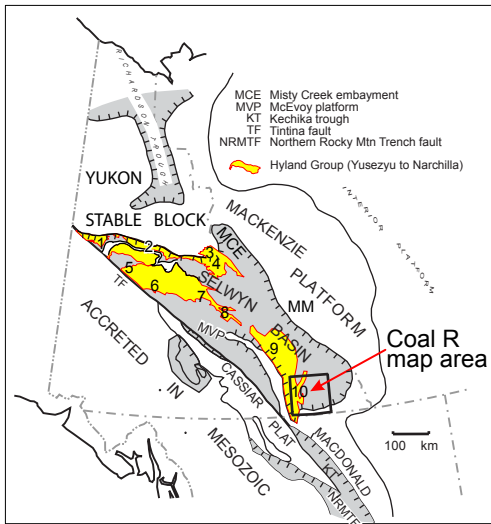 RICHARDSON TROUGH
MCE Misty Creek embayment
MVP McEvoy platform
KT Kechika trough
TF Tintina fault
NRMTF Northern Rocky Mtn Trench fault
Hyland Group (Yusezyu to Narchilla)
YUKON
STABLE BLOCK
INTERIOR PLATFORM
MACKENZIE
PLATFORM
MCE
1
2
3
4
5
6
7
8
9
10
SELWYN
BASIN
MM
TF
MVP
Coal R
map area
ACCRETED
IN
MESOZOIC
CASSIAR
PLAT
MACDONALD
KT
NRMTF
100 km